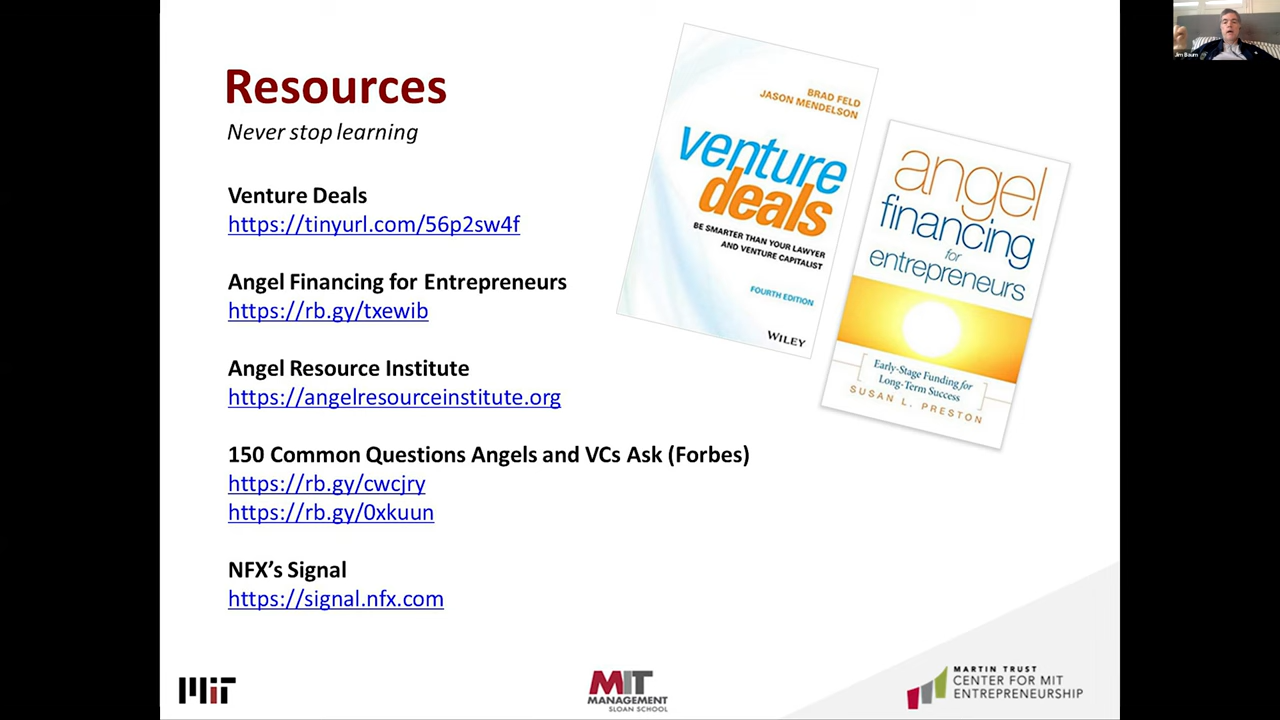 Resources
Never stop learning
Venture Deals
https://tinyurl.com/56p2sw4f
Angel Financing for Entrepreneurs
https://rb.gy/txewib
Angel Resource Institute
https://angelresourceinstitute.org
150 Common Questions Angels and VCs Ask (Forbes)
https://rb.gy/cwcjry
https://rb.gy/0xkuun
NFX's Signal
https://signal.nfx.com
BRAD FELD
JASON MENDELSON
venture
deals
BE SMARTER THAN YOUR LAWYER
AND VENTURE CAPITALIST
FOURTH EDITION
WILEY
angel
financing
for
entrepreneurs
Early-Stage Funding for
Long-Term Success
SUSAN L. PRESTON
Jim Baum
MIT
MIT
MANAGEMENT
SLOAN SCHOOL
MARTIN TRUST
CENTER FOR MIT
ENTREPRENEURSHIP